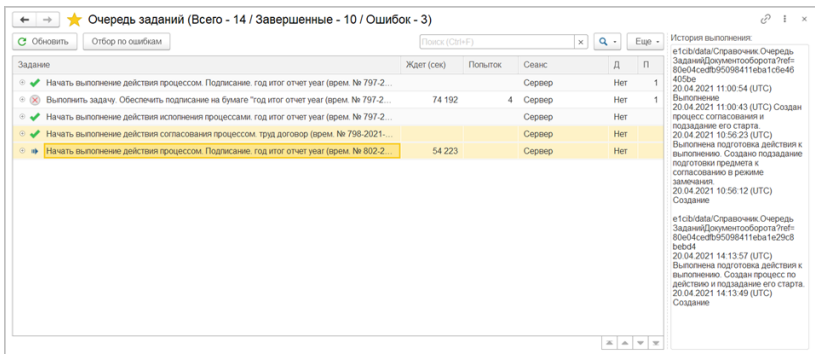 Очередь заданий (Всего - 14 / Завершенные - 10 / Ошибок - 3)
Обновить Отбор по ошибкам Поиск (Ctrl+F) × Еще История выполнения:
Задание Ждет (сек) Попыток Сеанс Д П
Начать выполнение действия процессом. Подписание. год итог отчет year (врем. № 797-2... Сервер Нет 1
Выполнить задачу. Обеспечить подписание на бумаге "год итог отчет year (врем. № 797-2... 74 192 4 Сервер Нет 1
Начать выполнение действия исполнения процессами. год итог отчет year (врем. № 797-2... Сервер Нет
Начать выполнение действия согласования процессом. труд договор (врем. № 798-2021-... Сервер Нет
Начать выполнение действия процессом. Подписание. год итог отчет year (врем. № 802-2... 54 223 Сервер Нет
e1cib/data/Справочник.Очередь
ЗаданийДокументооборота?ref=
80e04cedfb95098411eba1c6e46
405be
20.04.2021 11:00:54 (UTC)
Выполнение
20.04.2021 11:00:43 (UTC) Создан
процесс согласования и
подзадание его старта.
20.04.2021 10:56:23 (UTC)
Выполнена подготовка действия к
выполнению. Создано подзадание
подготовки предмета к
согласованию в режиме
замечания.
20.04.2021 10:56:12 (UTC)
Создание
e1cib/data/Справочник.Очередь
ЗаданийДокументооборота?ref=
80e04cedfb95098411eba1e29c8
bebd4
20.04.2021 14:13:57 (UTC)
Выполнена подготовка действия к
выполнению. Создан процесс по
действию и подзадание его старта.
20.04.2021 14:13:49 (UTC)
Создание